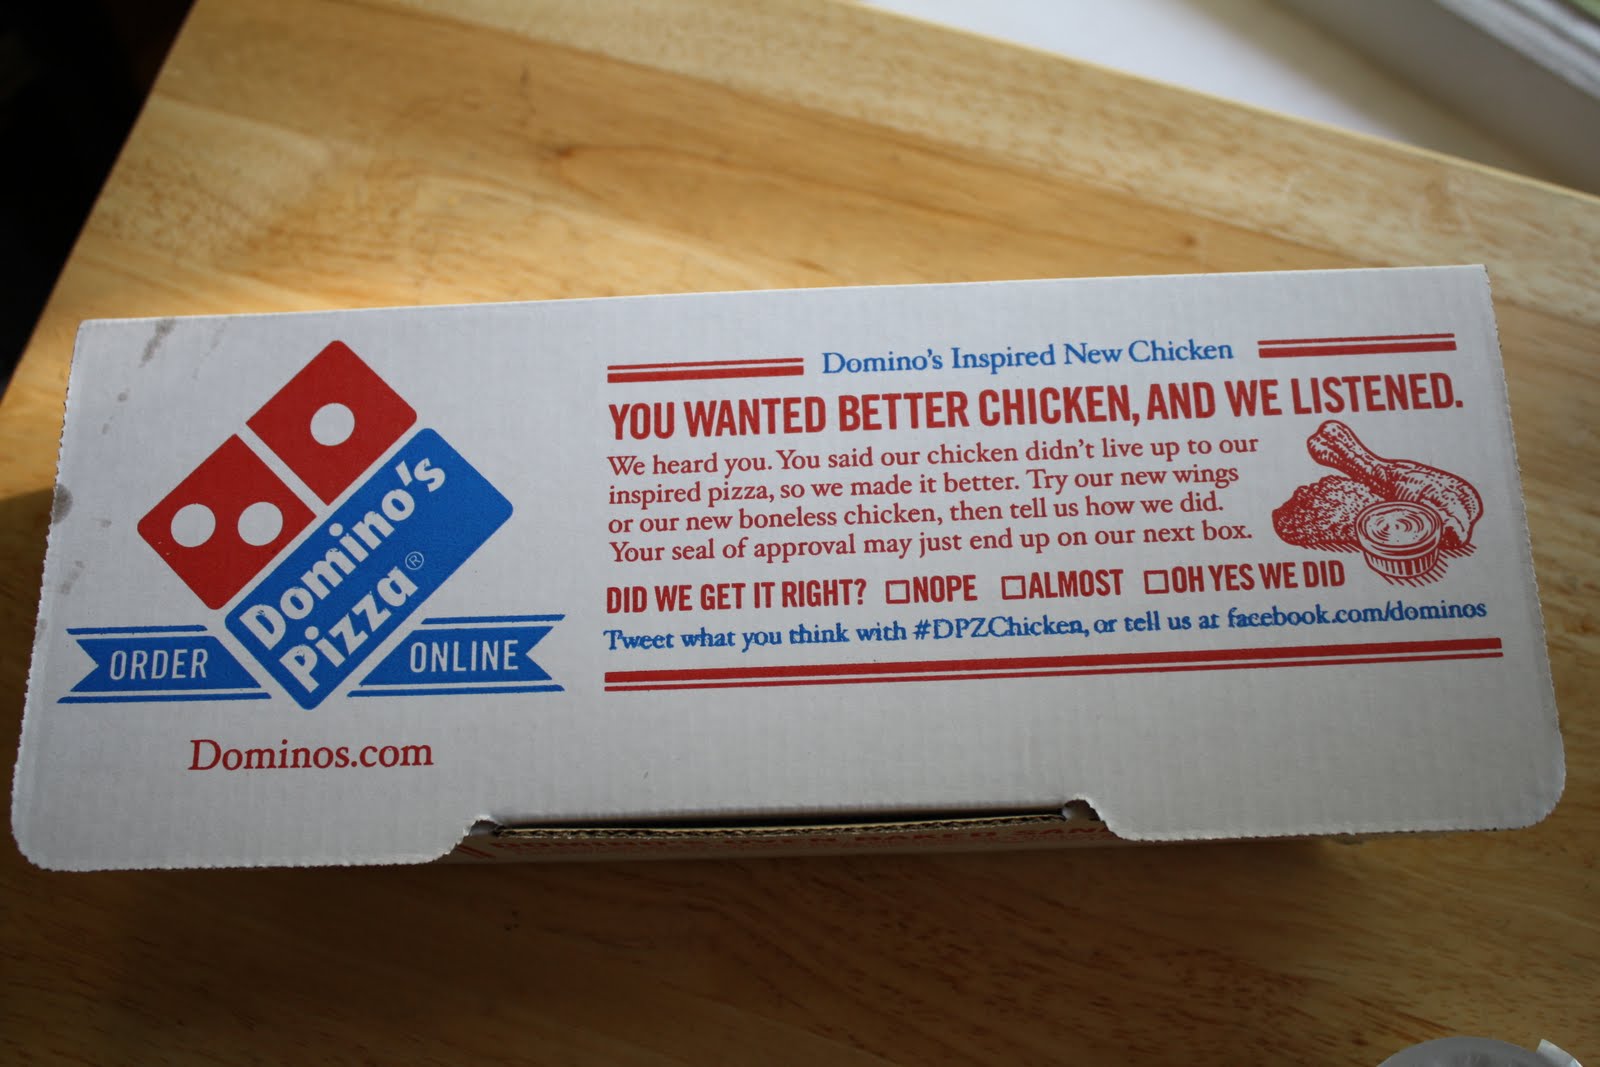 Domino's
Pizza®
ORDER ONLINE
Dominos.com
Domino's Inspired New Chicken
YOU WANTED BETTER CHICKEN, AND WE LISTENED.
We heard you. You said our chicken didn't live up to our
inspired pizza, so we made it better. Try our new wings
or our new boneless chicken, then tell us how we did.
Your seal of approval may just end up on our next box.
DID WE GET IT RIGHT? ☐NOPE ☐ALMOST ☐OH YES WE DID
Tweet what you think with #DPZChicken, or tell us at facebook.com/dominos